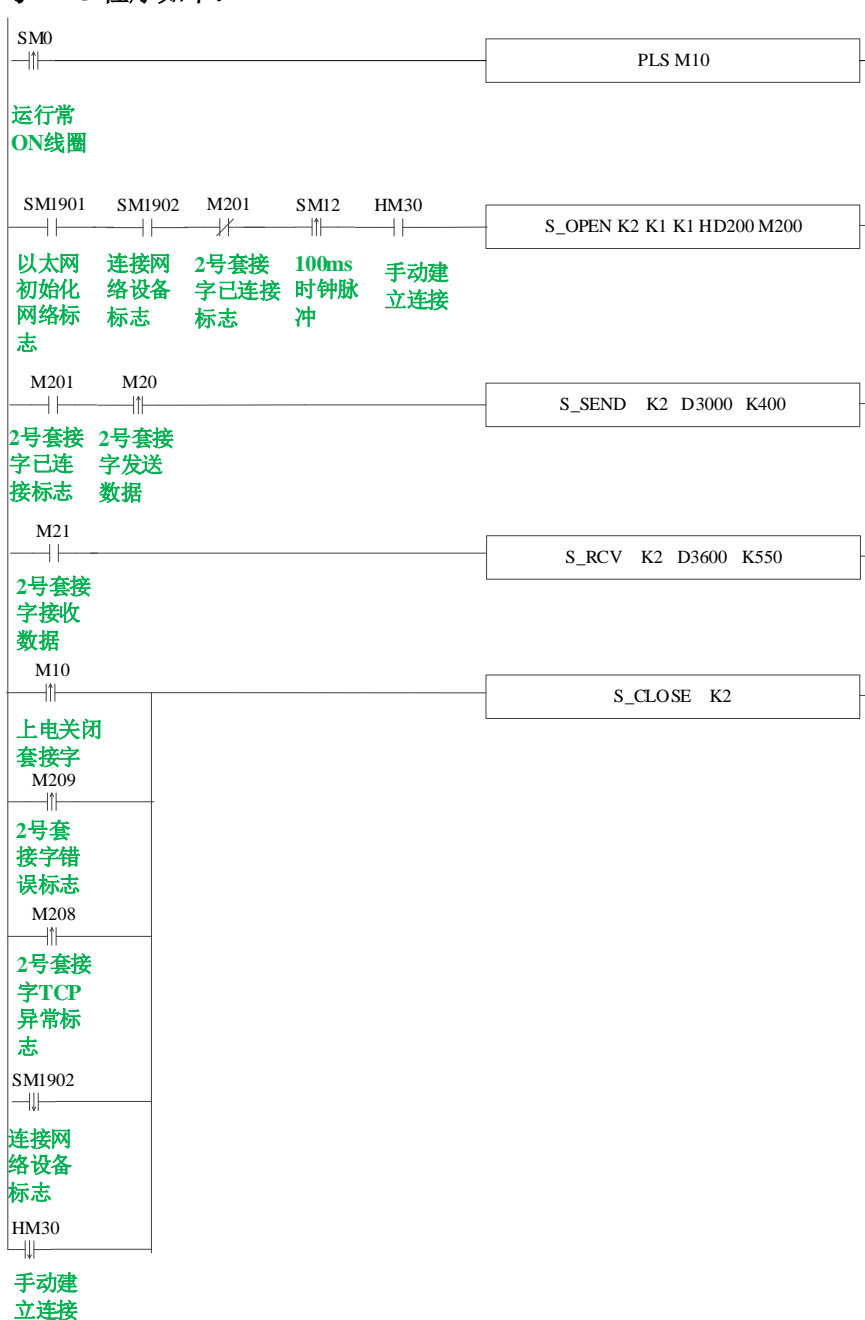 SM0
PLS M10
运行常
ON线圈
SM1901 SM1902 M201 SM12 HM30
S_OPEN K2 K1 K1 HD200 M200
以太网 连接网 2号套接 100ms 手动建
初始化 络设备 字已连接 时钟脉 立连接
网络标 标志 标志 冲
志
M201 M20
S_SEND K2 D3000 K400
2号套接 2号套接
字已连 字发送
接标志 数据
M21
S_RCV K2 D3600 K550
2号套接
字接收
数据
M10
S_CLOSE K2
上电关闭
套接字
M209
2号套
接字错
误标志
M208
2号套接
字TCP
异常标
志
SM1902
连接网
络设备
标志
HM30
手动建
立连接